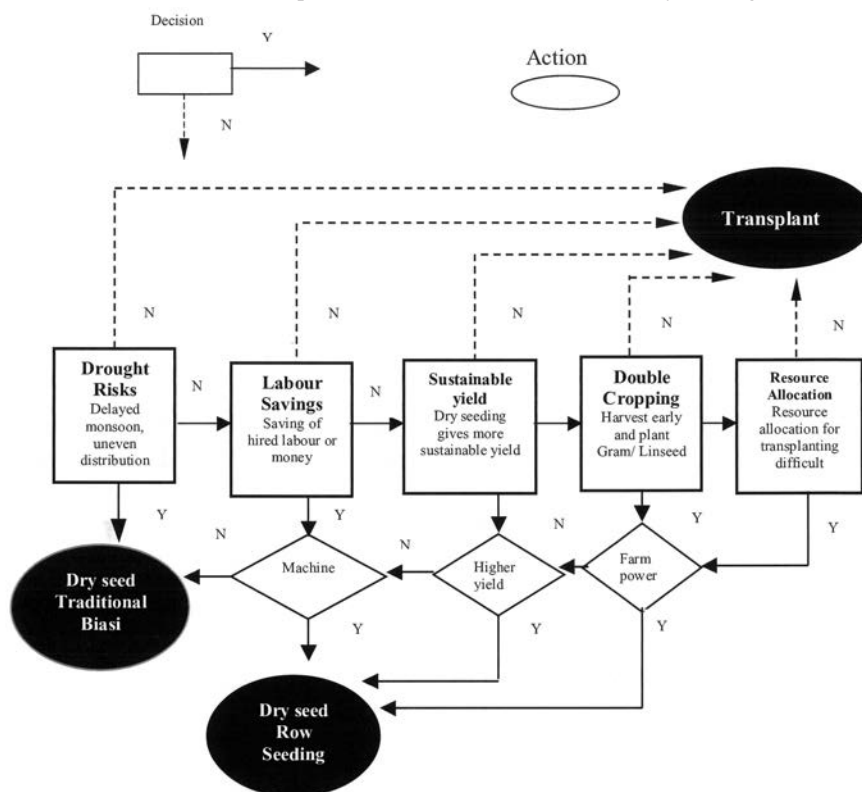 Decision
Y
N
Action
Transplant
N
N
N
N
N
Drought
Risks
Delayed
monsoon,
uneven
distribution
N
Labour
Savings
Saving of
hired labour or
money
N
Sustainable
yield
Dry seeding
gives more
sustainable yield
Double
Cropping
Harvest early
and plant
Gram/ Linseed
Resource Allocation
Resource
allocation for
transplanting
difficult
Y
Y
Y
Y
N
N
N
Dry seed
Traditional
Biasi
Machine
Higher
yield
Farm
power
Y
Y
Y
Dry seed
Row
Seeding